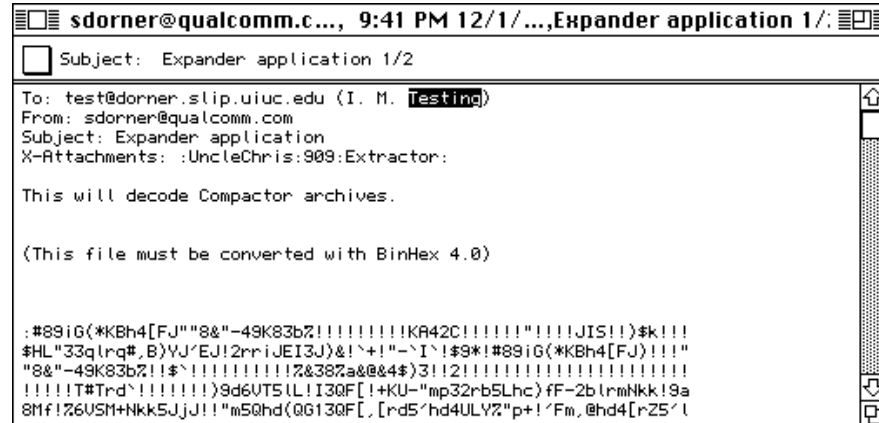 sdorner@qualcomm.c..., 9:41 PM 12/1/...,Expander application 1/
Subject: Expander application 1/2
To: test@dorner.slip.uiuc.edu (I. M. Testing)
From: sdorner@qualcomm.com
Subject: Expander application
X-Attachments: :UncleChris:909:Extractor:
This will decode Compactor archives.
(This file must be converted with BinHex 4.0)
:#89iG(*KBh4[FJ""8&"-49K83b%!!!!!!!!!KA42C!!!!!!"!!!!JIS!!)$k!!!
$HL"33qlrq#,B)YJ'EJ!2rriJEI3J)&!`+!"-`I`!$9*!#89iG(*KBh4[FJ)!!!"
"8&"-49K83b%!!$`!!!!!!!!!!%&38%a&@&4$)3!!2!!!!!!!!!!!!!!!!!!!!!!
!!!!!T#Trd`!!!!!!!)9d6VT5lL!I3QF[!+KU-"mp32rb5Lhc)fF-2blrmNkk!9a
8Mf!%6VSM+Nkk5JjJ!!"m5Qhd(QG13QF[,[rd5'hd4ULY%"p+!'Fm,@hd4[rZ5'l